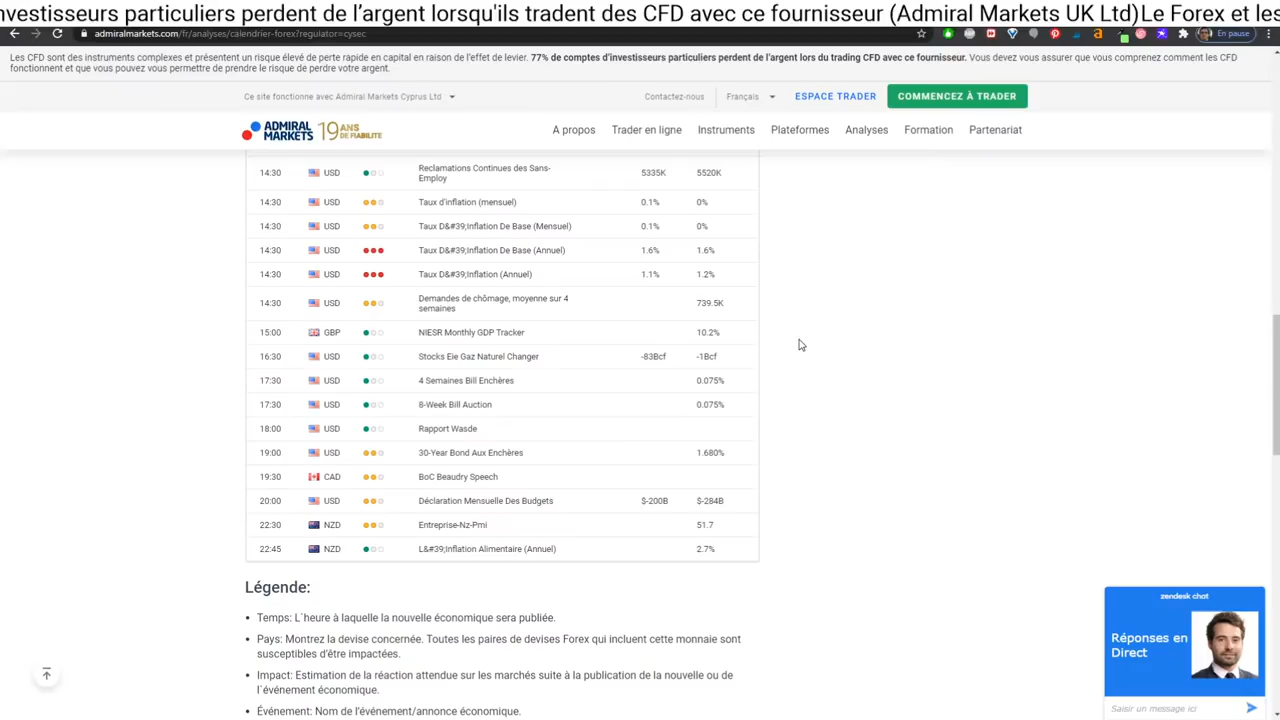 nvestisseurs particuliers perdent de l’argent lorsqu'ils tradent des CFD avec ce fournisseur (Admiral Markets UK Ltd)Le Forex et les
admiralmarkets.com/fr/analyses/calendrier-forex?regulator=cysec
En pause
Les CFD sont des instruments complexes et présentent un risque élevé de perte rapide en capital en raison de l'effet de levier. 77% de comptes d'investisseurs particuliers perdent de l'argent lors du trading CFD avec ce fournisseur. Vous devez vous assurer que vous comprenez comment les CFD
fonctionnent et que vous pouvez vous permettre de prendre le risque de perdre votre argent.
Ce site fonctionne avec Admiral Markets Cyprus Ltd Contactez-nous Français ESPACE TRADER COMMENCEZ À TRADER
ADMIRAL MARKETS 19 ANS DE FIABILITE A propos Trader en ligne Instruments Plateformes Analyses Formation Partenariat
14:30 USD Reclamations Continues des Sans- 5335K 5520K
Employ
14:30 USD Taux d'inflation (mensuel) 0.1% 0%
14:30 USD Taux D&#39;Inflation De Base (Mensuel) 0.1% 0%
14:30 USD Taux D&#39;Inflation De Base (Annuel) 1.6% 1.6%
14:30 USD Taux D&#39;Inflation (Annuel) 1.1% 1.2%
14:30 USD Demandes de chômage, moyenne sur 4 739.5K
semaines
15:00 GBP NIESR Monthly GDP Tracker 10.2%
16:30 USD Stocks Eie Gaz Naturel Changer -83Bcf -1Bcf
17:30 USD 4 Semaines Bill Enchères 0.075%
17:30 USD 8-Week Bill Auction 0.075%
18:00 USD Rapport Wasde
19:00 USD 30-Year Bond Aux Enchères 1.680%
19:30 CAD BoC Beaudry Speech
20:00 USD Déclaration Mensuelle Des Budgets $-200B $-284B
22:30 NZD Entreprise-Nz-Pmi 51.7
22:45 NZD L&#39;Inflation Alimentaire (Annuel) 2.7%
Légende:
Temps: L`heure à laquelle la nouvelle économique sera publiée.
Pays: Montrez la devise concernée. Toutes les paires de devises Forex qui incluent cette monnaie sont
susceptibles d'être impactées.
Impact: Estimation de la réaction attendue sur les marchés suite à la publication de la nouvelle ou de
l`événement économique.
Événement: Nom de l'événement/annonce économique.
zendesk chat
Réponses en
Direct
Saisir un message ici